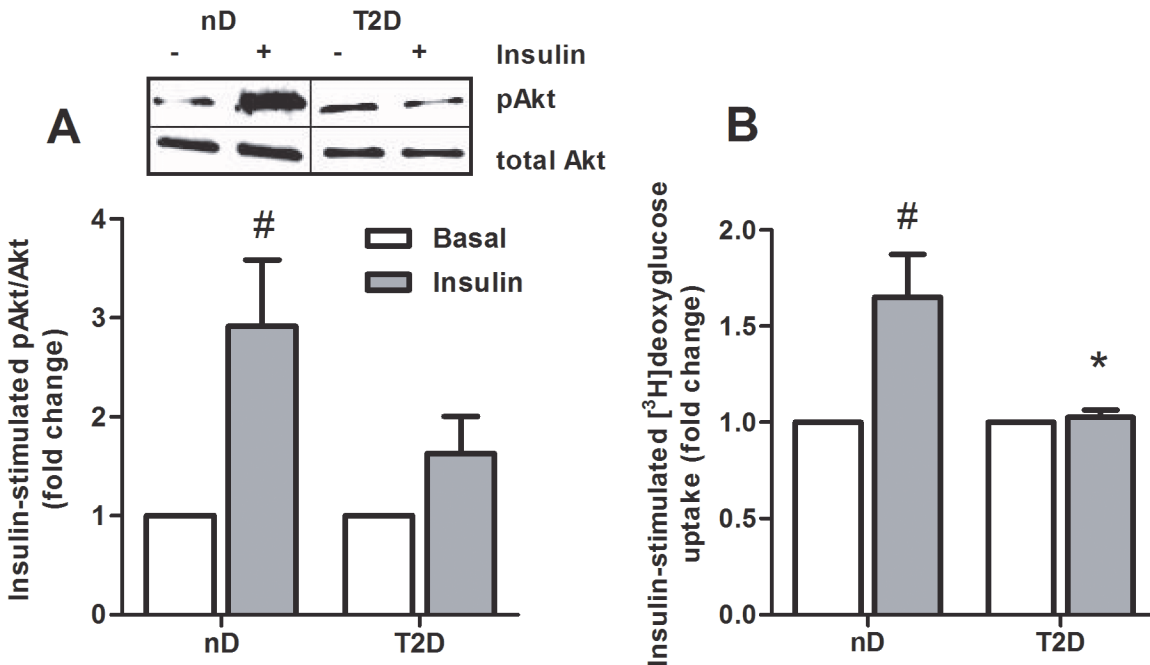 nD T2D
- + - + Insulin
pAkt
total Akt
A
B
Insulin-stimulated pAkt/Akt
(fold change)
4
3
2
1
0
#
Basal
Insulin
nD T2D
Insulin-stimulated [³H]deoxyglucose
uptake (fold change)
2.0
1.5
1.0
0.5
0.0
#
*
nD T2D